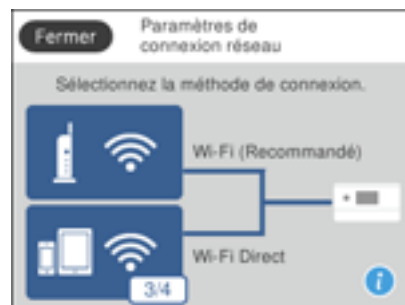 Fermer
Paramètres de
connexion réseau
Sélectionnez la méthode de connexion.
Wi-Fi (Recommandé)
Wi-Fi Direct
3/4
i